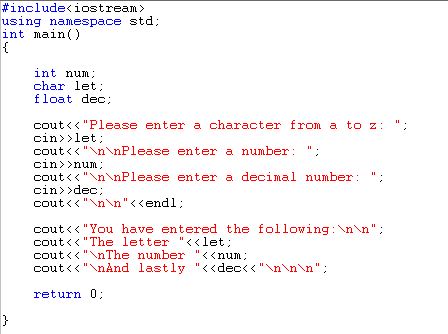 #include<iostream>
using namespace std;
int main()
{
int num;
char let;
float dec;
cout<<"Please enter a character from a to z: ";
cin>>let;
cout<<"\n\nPlease enter a number: ";
cin>>num;
cout<<"\n\nPlease enter a decimal number: ";
cin>>dec;
cout<<"\n\n"<<endl;
cout<<"You have entered the following:\n\n";
cout<<"The letter "<<let;
cout<<"\nThe number "<<num;
cout<<"\nAnd lastly "<<dec<<"\n\n\n";
return 0;
}